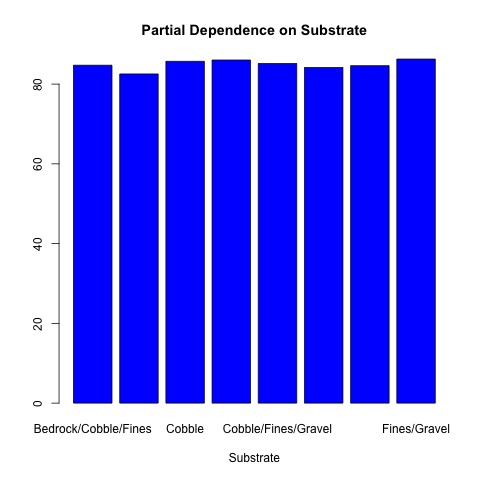 Partial Dependence on Substrate
80
60
40
20
0
Bedrock/Cobble/Fines Cobble Cobble/Fines/Gravel Fines/Gravel
Substrate